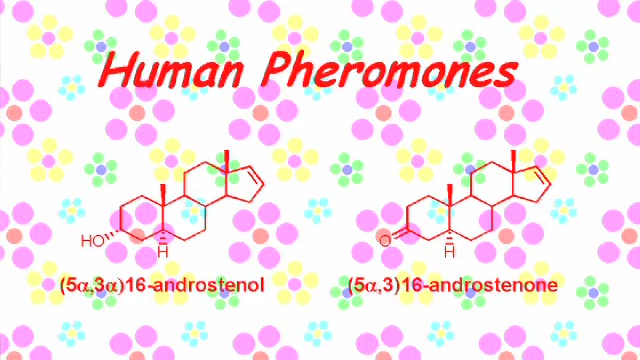 Human Pheromones
HO
H
O
H
(5α,3α)16-androstenol
(5α,3)16-androstenone